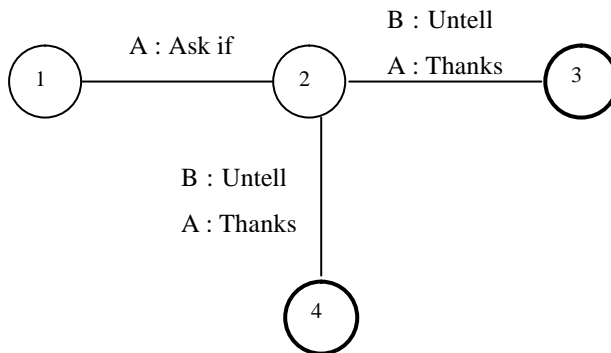 A : Ask if
B : Untell
A : Thanks
1
2
3
B : Untell
A : Thanks
4